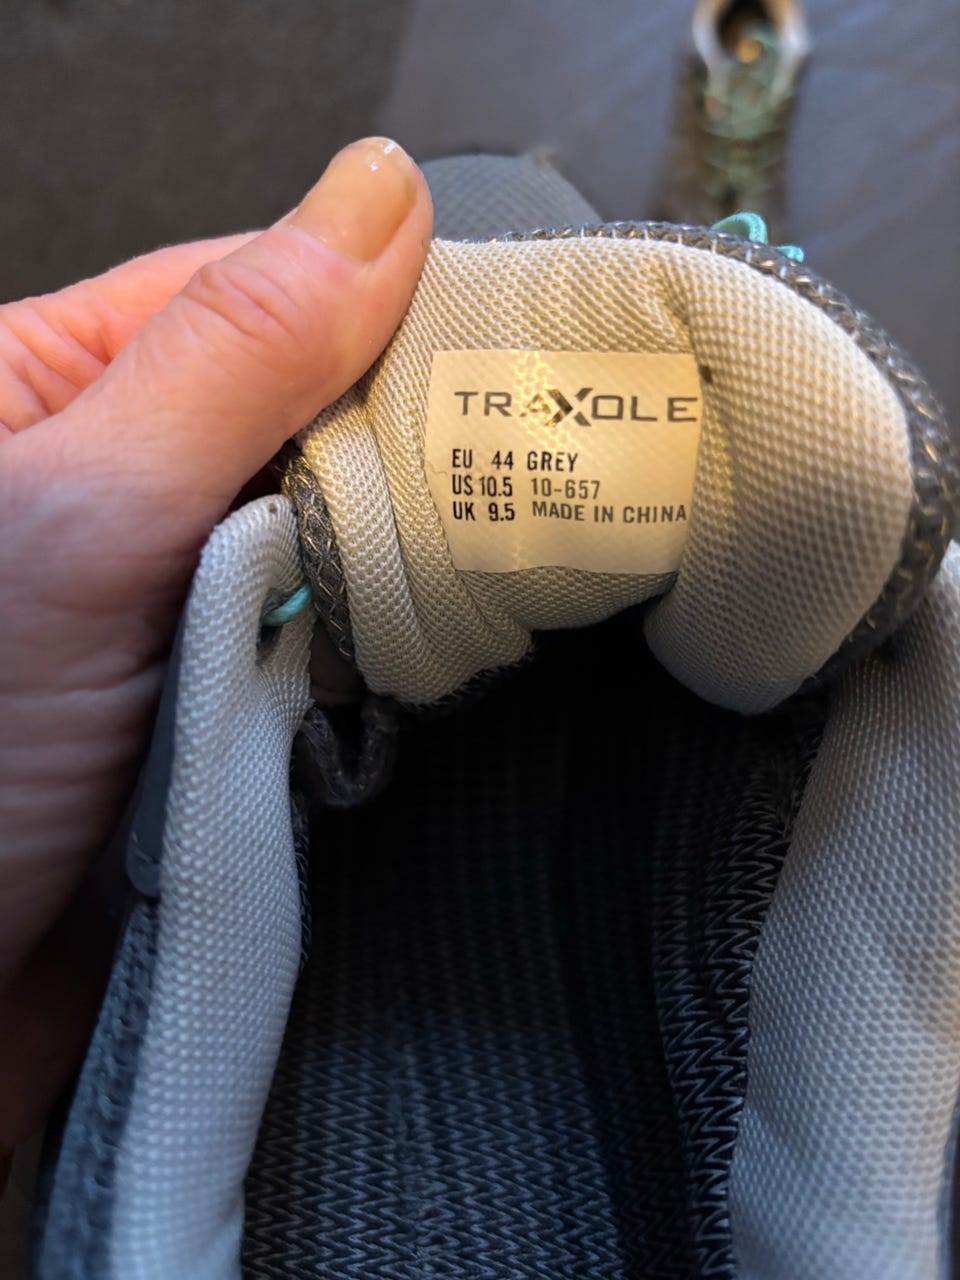 TRAXOLE
EU 44 GREY
US 10.5 10-657
UK 9.5 MADE IN CHINA